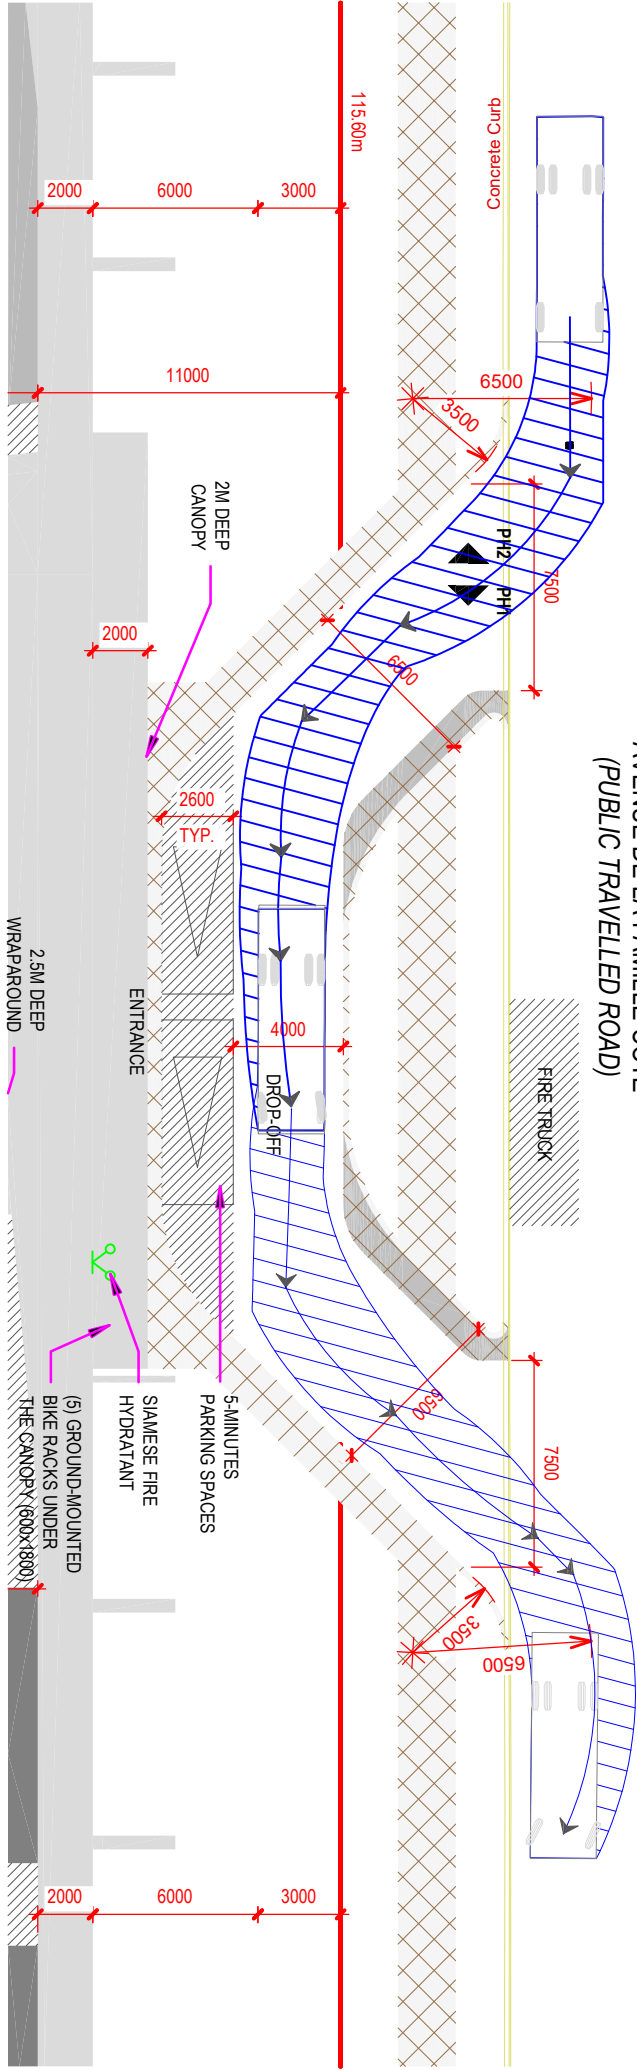 (PUBLIC TRAVELLED ROAD)
115.60m
Concrete Curb
2000
6000
3000
11000
6500
3500
7500
PH2
PH1
2M DEEP
CANOPY
2000
6500
2600
TYP.
4000
FIRE TRUCK
DROP-OFF
ENTRANCE
2.5M DEEP
WRAPAROUND
5-MINUTES
PARKING SPACES
SIAMESE FIRE
HYDRATANT
(5) GROUND-MOUNTED
BIKE RACKS UNDER
THE CANOPY (600x1800)
6500
7500
3500
6500
2000
6000
3000